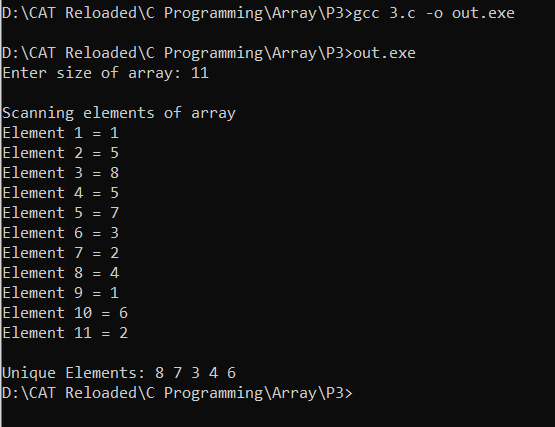 D:\CAT Reloaded\C Programming\Array\P3>gcc 3.c -o out.exe
D:\CAT Reloaded\C Programming\Array\P3>out.exe
Enter size of array: 11
Scanning elements of array
Element 1 = 1
Element 2 = 5
Element 3 = 8
Element 4 = 5
Element 5 = 7
Element 6 = 3
Element 7 = 2
Element 8 = 4
Element 9 = 1
Element 10 = 6
Element 11 = 2
Unique Elements: 8 7 3 4 6
D:\CAT Reloaded\C Programming\Array\P3>